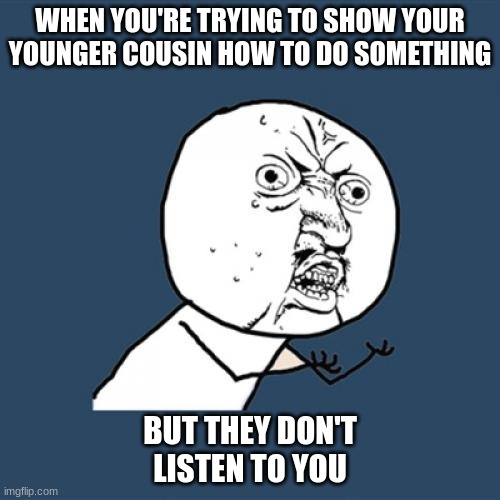 WHEN YOU'RE TRYING TO SHOW YOUR
YOUNGER COUSIN HOW TO DO SOMETHING
BUT THEY DON'T
LISTEN TO YOU
imgflip.com